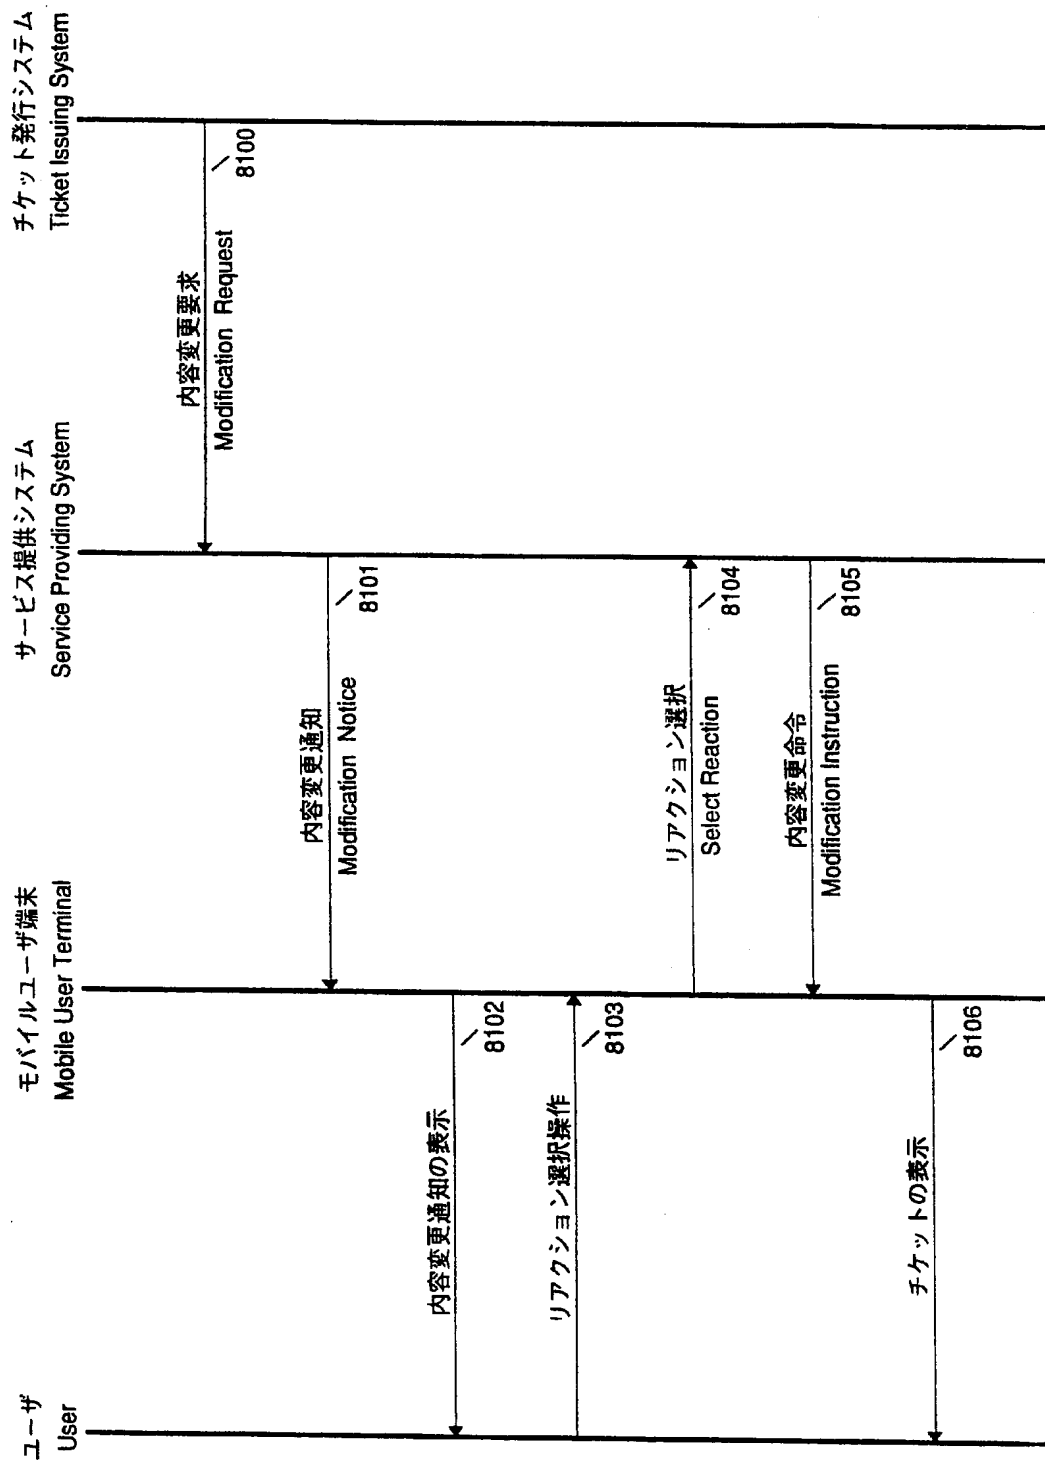 ユーザ
User
モバイルユーザ端末
Mobile User Terminal
サービス提供システム
Service Providing System
チケット発行システム
Ticket Issuing System
内容変更要求
Modification Request
8100
内容変更通知
Modification Notice
8101
内容変更通知の表示
8102
リアクション選択操作
8103
リアクション選択
Select Reaction
8104
内容変更命令
Modification Instruction
8105
チケットの表示
8106